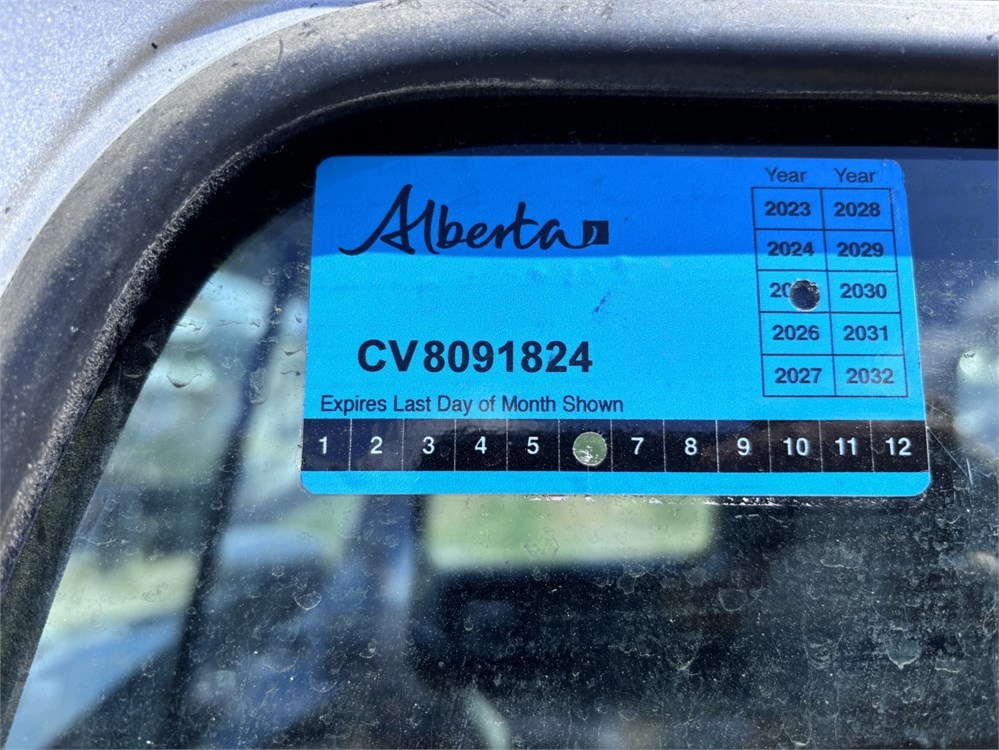 Alberta
Year Year
2023 2028
2024 2029
20 2030
2026 2031
2027 2032
CV8091824
Expires Last Day of Month Shown
1 2 3 4 5 7 8 9 10 11 12